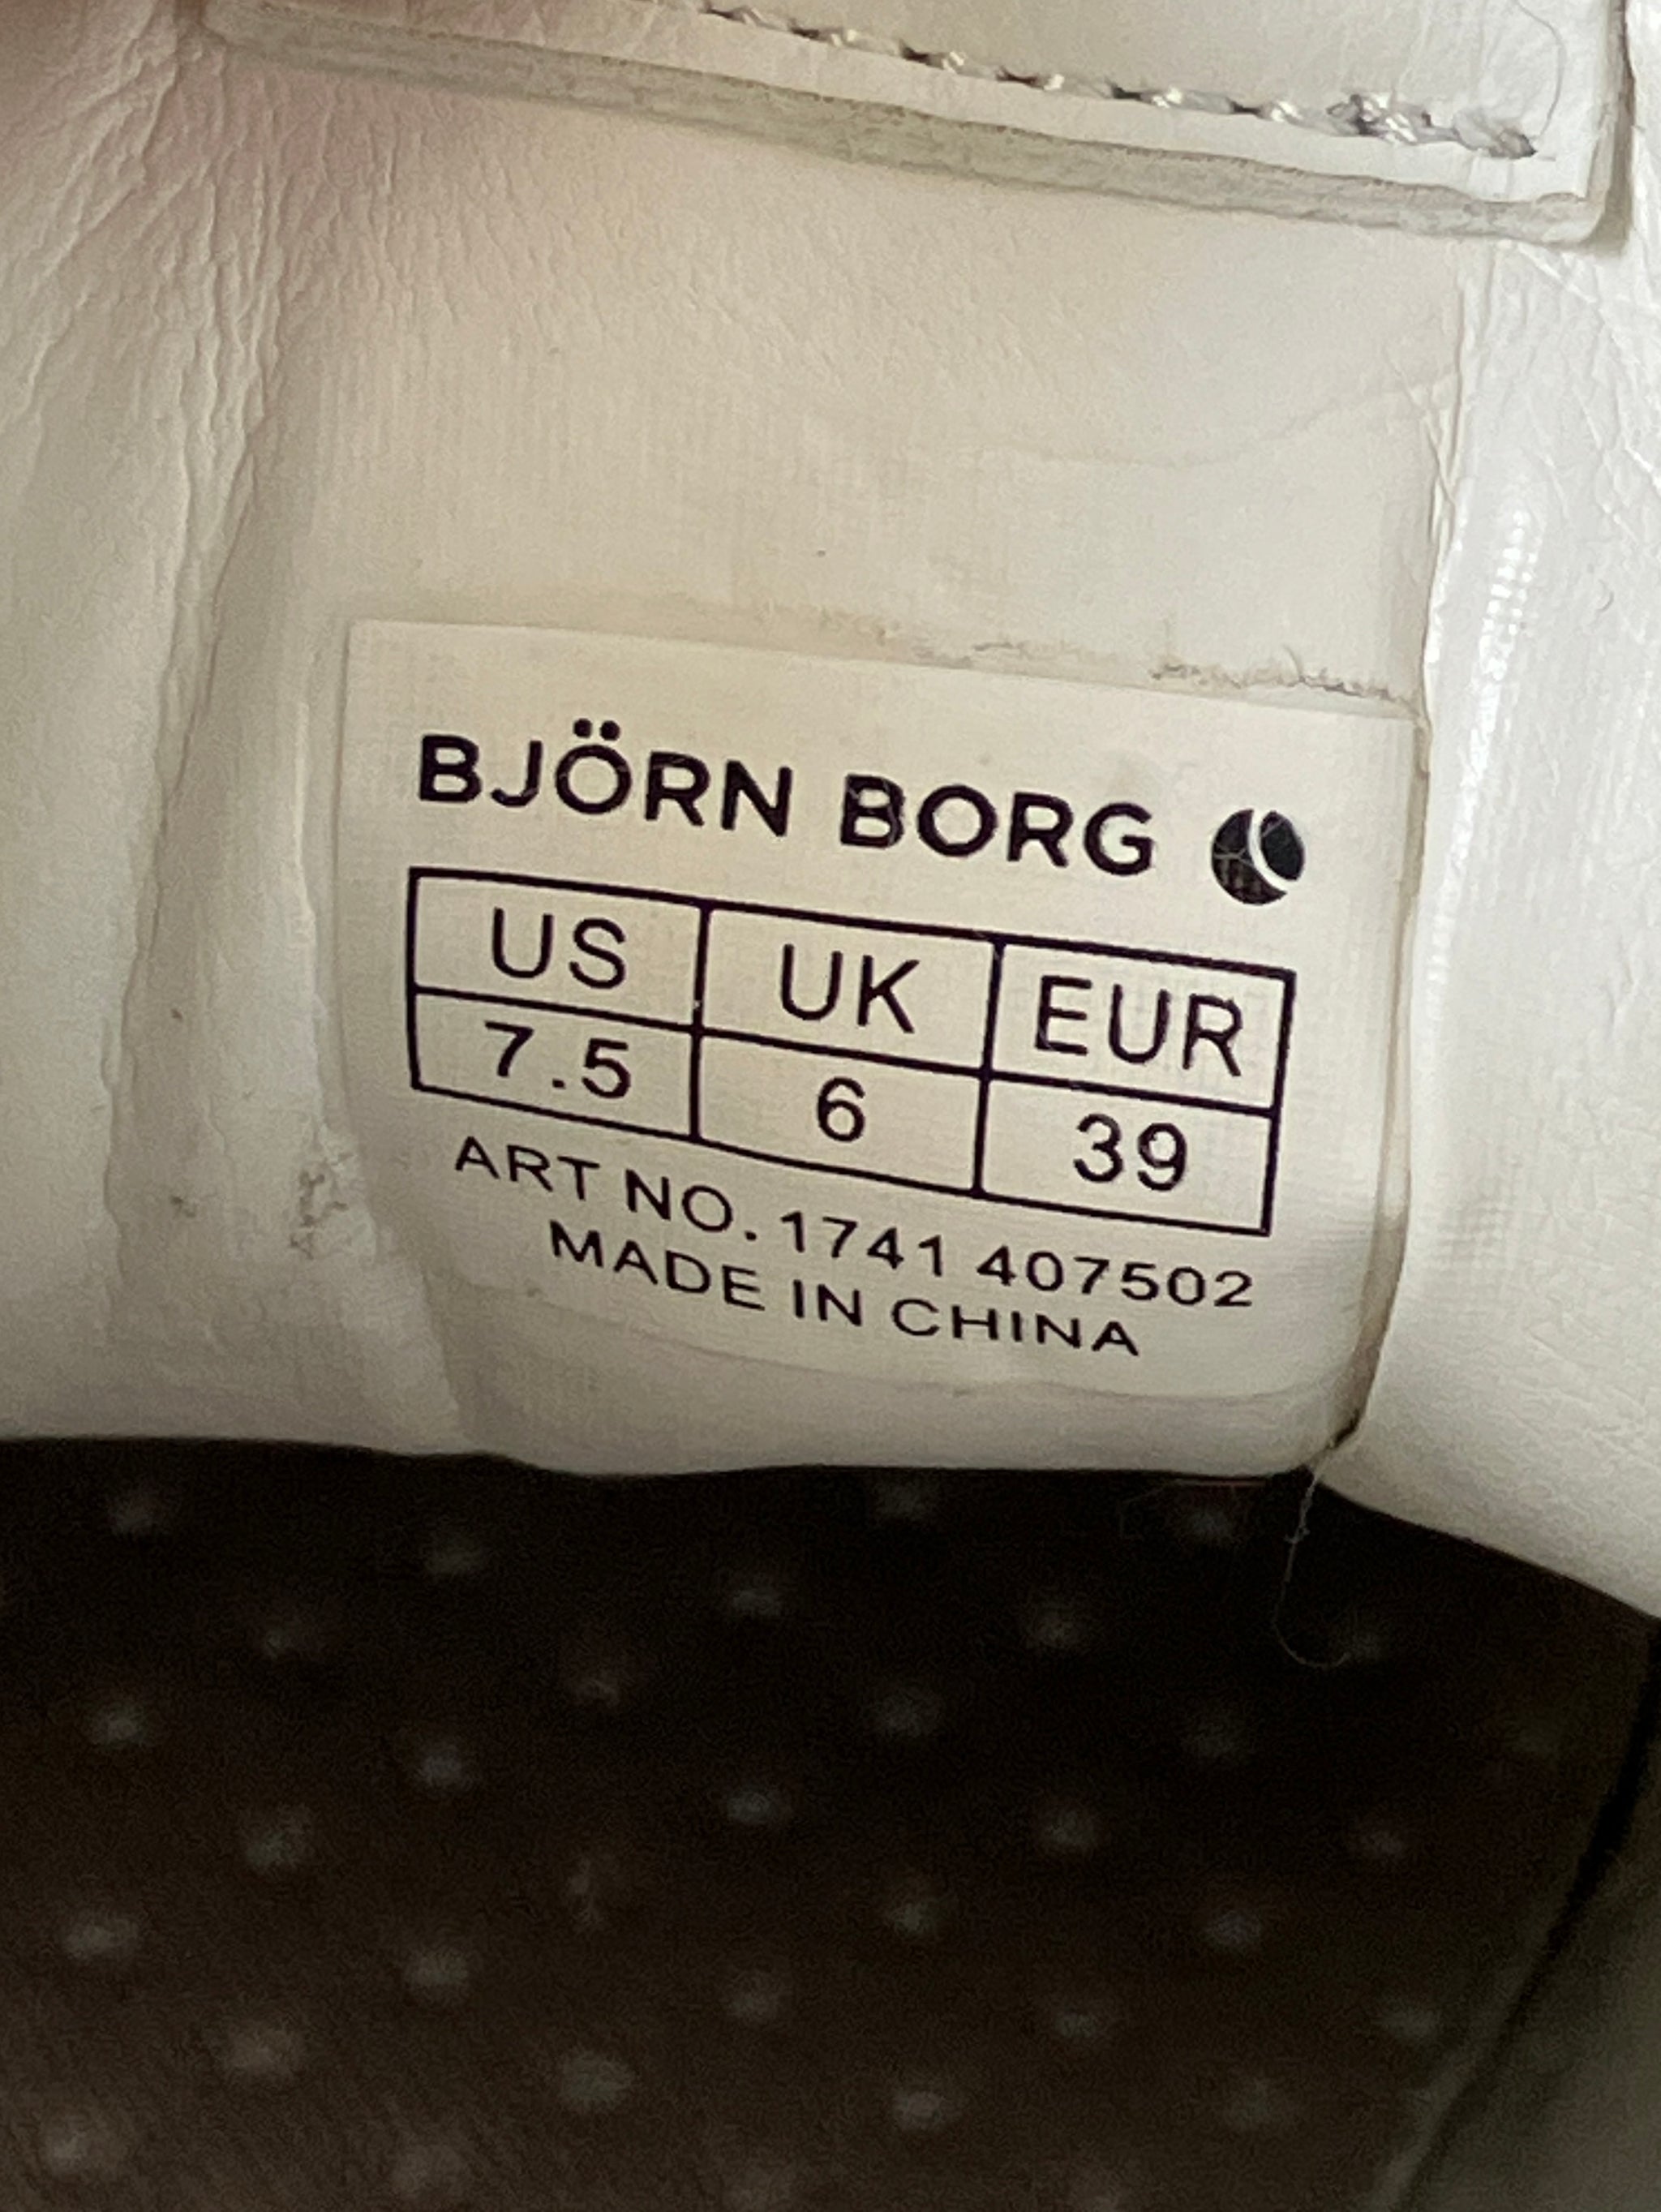 BJÖRN BORG
US UK EUR
7.5 6 39
ART NO. 1741 407502
MADE IN CHINA